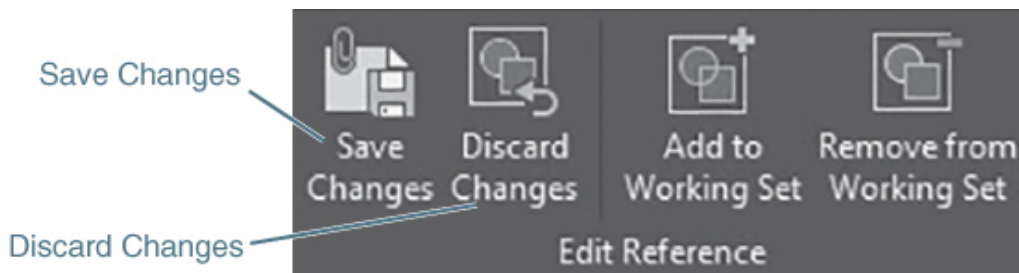 Save Changes
Save
Changes
Discard
Changes
Add to
Working Set
Remove from
Working Set
Discard Changes
Edit Reference